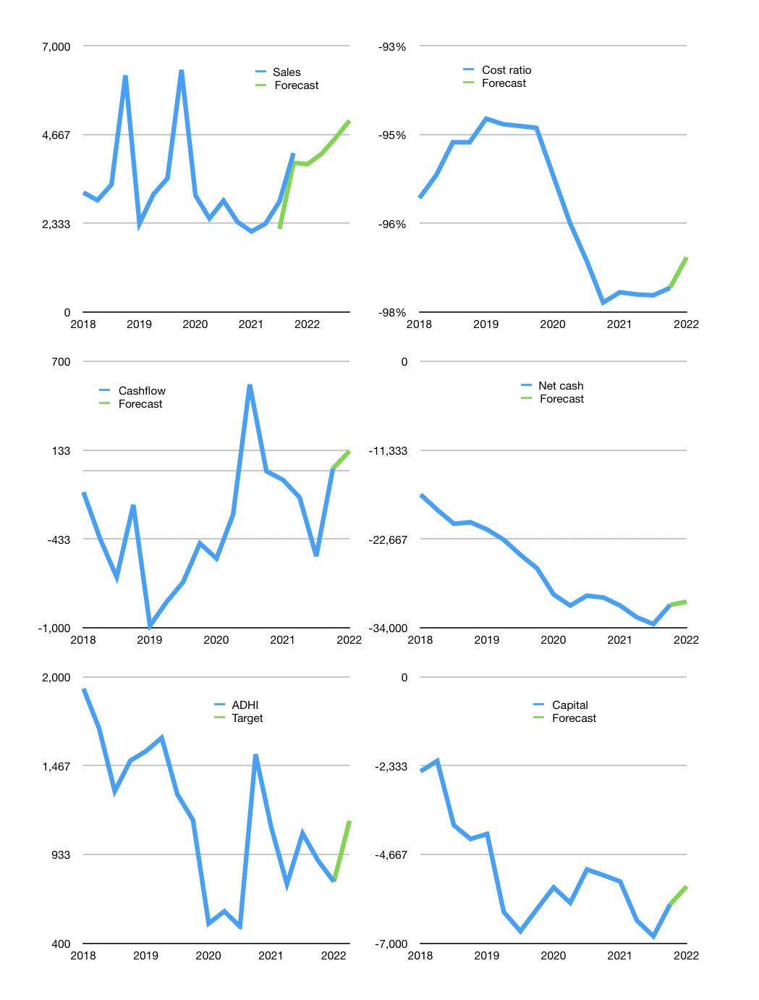 7,000
Sales
Forecast
4,667
2,333
0
2018 2019 2020 2021 2022
-93%
Cost ratio
Forecast
-95%
-96%
-98%
2018 2019 2020 2021 2022
700
Cashflow
Forecast
133
-433
-1,000
2018 2019 2020 2021 2022
0
Net cash
Forecast
-11,333
-22,667
-34,000
2018 2019 2020 2021 2022
2,000
ADHI
Target
1,467
933
400
2018 2019 2020 2021 2022
0
Capital
Forecast
-2,333
-4,667
-7,000
2018 2019 2020 2021 2022